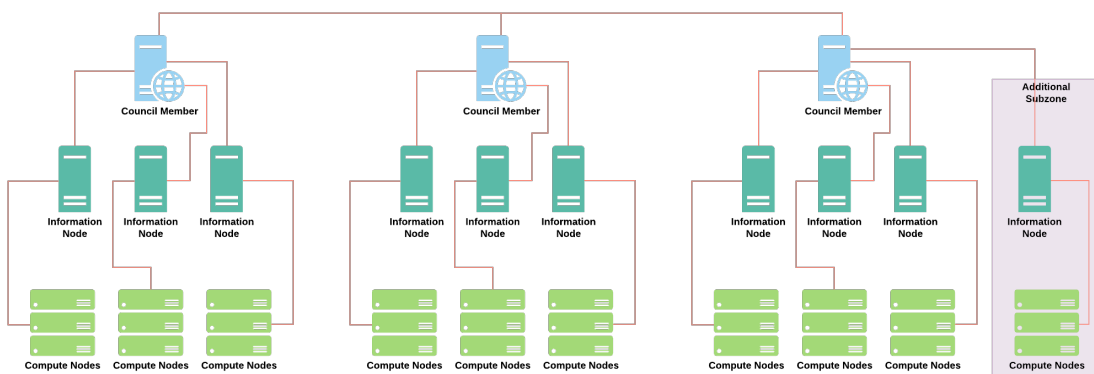 Additional
Subzone
Council Member
Council Member
Council Member
Information
Node
Information
Node
Information
Node
Information
Node
Information
Node
Information
Node
Information
Node
Information
Node
Information
Node
Information
Node
Compute Nodes
Compute Nodes
Compute Nodes
Compute Nodes
Compute Nodes
Compute Nodes
Compute Nodes
Compute Nodes
Compute Nodes
Compute Nodes